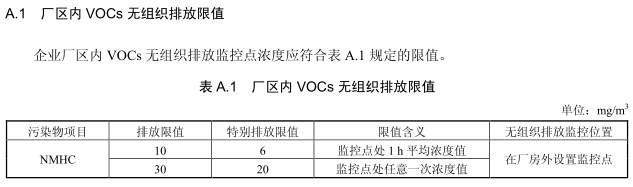 A.1 厂区内 VOCs 无组织排放限值
企业厂区内 VOCs 无组织排放监控点浓度应符合表 A.1 规定的限值。
表 A.1 厂区内 VOCs 无组织排放限值
单位：mg/m³
污染物项目 排放限值 特别排放限值 限值含义 无组织排放监控位置
NMHC 10 6 监控点处 1 h 平均浓度值 在厂房外设置监控点
30 20 监控点处任意一次浓度值